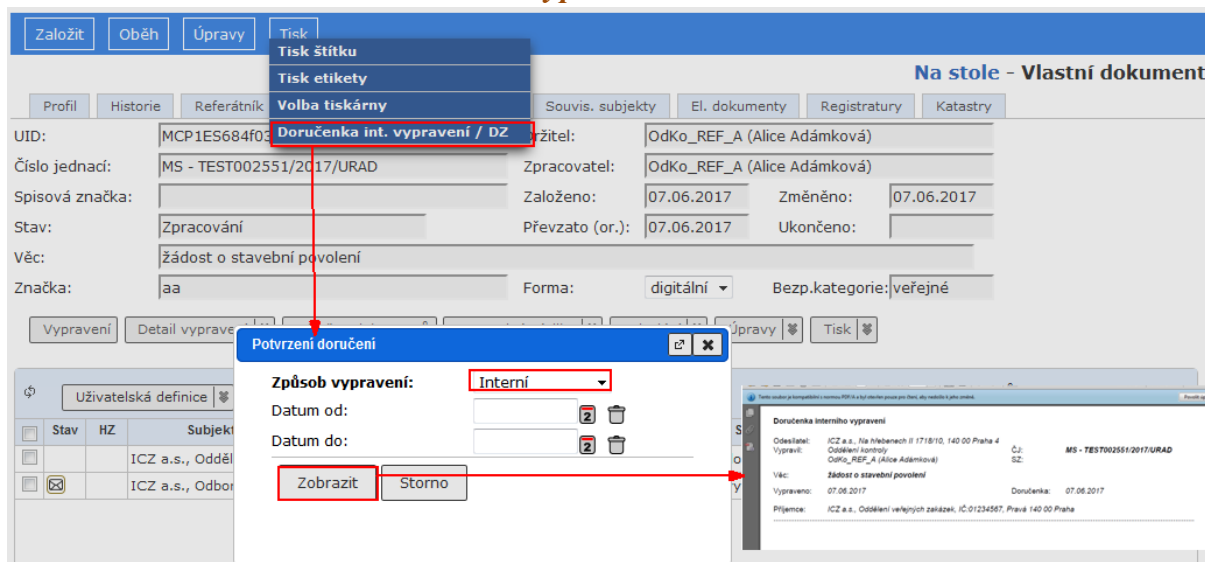 Založit Oběh Úpravy Tisk
Tisk štítku
Tisk etikety
Volba tiskárny
Doručenka int. vypravení / DZ
Na stole - Vlastní dokument
Profil Historie Referátník Souvis. subjekty El. dokumenty Registratury Katastry
UID: MCP1ES684f03 OdKo_REF_A (Alice Adámková)
Číslo jednací: MS - TEST002551/2017/URAD Zpracovatel: OdKo_REF_A (Alice Adámková)
Spisová značka: Založeno: 07.06.2017 Změněno: 07.06.2017
Stav: Zpracování Převzato (or.): 07.06.2017 Ukončeno:
Věc: žádost o stavební povolení
Značka: aa Forma: digitální Bezp.kategorie: veřejné
Vypravení Detail vyprave Úpravy Tisk
Potvrzení doručení
Způsob vypravení: Interní
Datum od:
Datum do:
Zobrazit Storno
Uživatelská definice
Stav HZ Subjekt
ICZ a.s., Odděl
ICZ a.s., Odbor
Doručenka interního vypravení
Odesílatel: ICZ a.s., Na hřebenech II 1718/10, 140 00 Praha 4
Vypravil: Oddělení kontroly ČJ: MS - TEST002551/2017/URAD
OdKo_REF_A (Alice Adámková) SZ:
Věc: žádost o stavební povolení
Vypraveno: 07.06.2017 Doručenka: 07.06.2017
Příjemce: ICZ a.s., Oddělení veřejných zakázek, IČ:01234567, Pravá 140 00 Praha